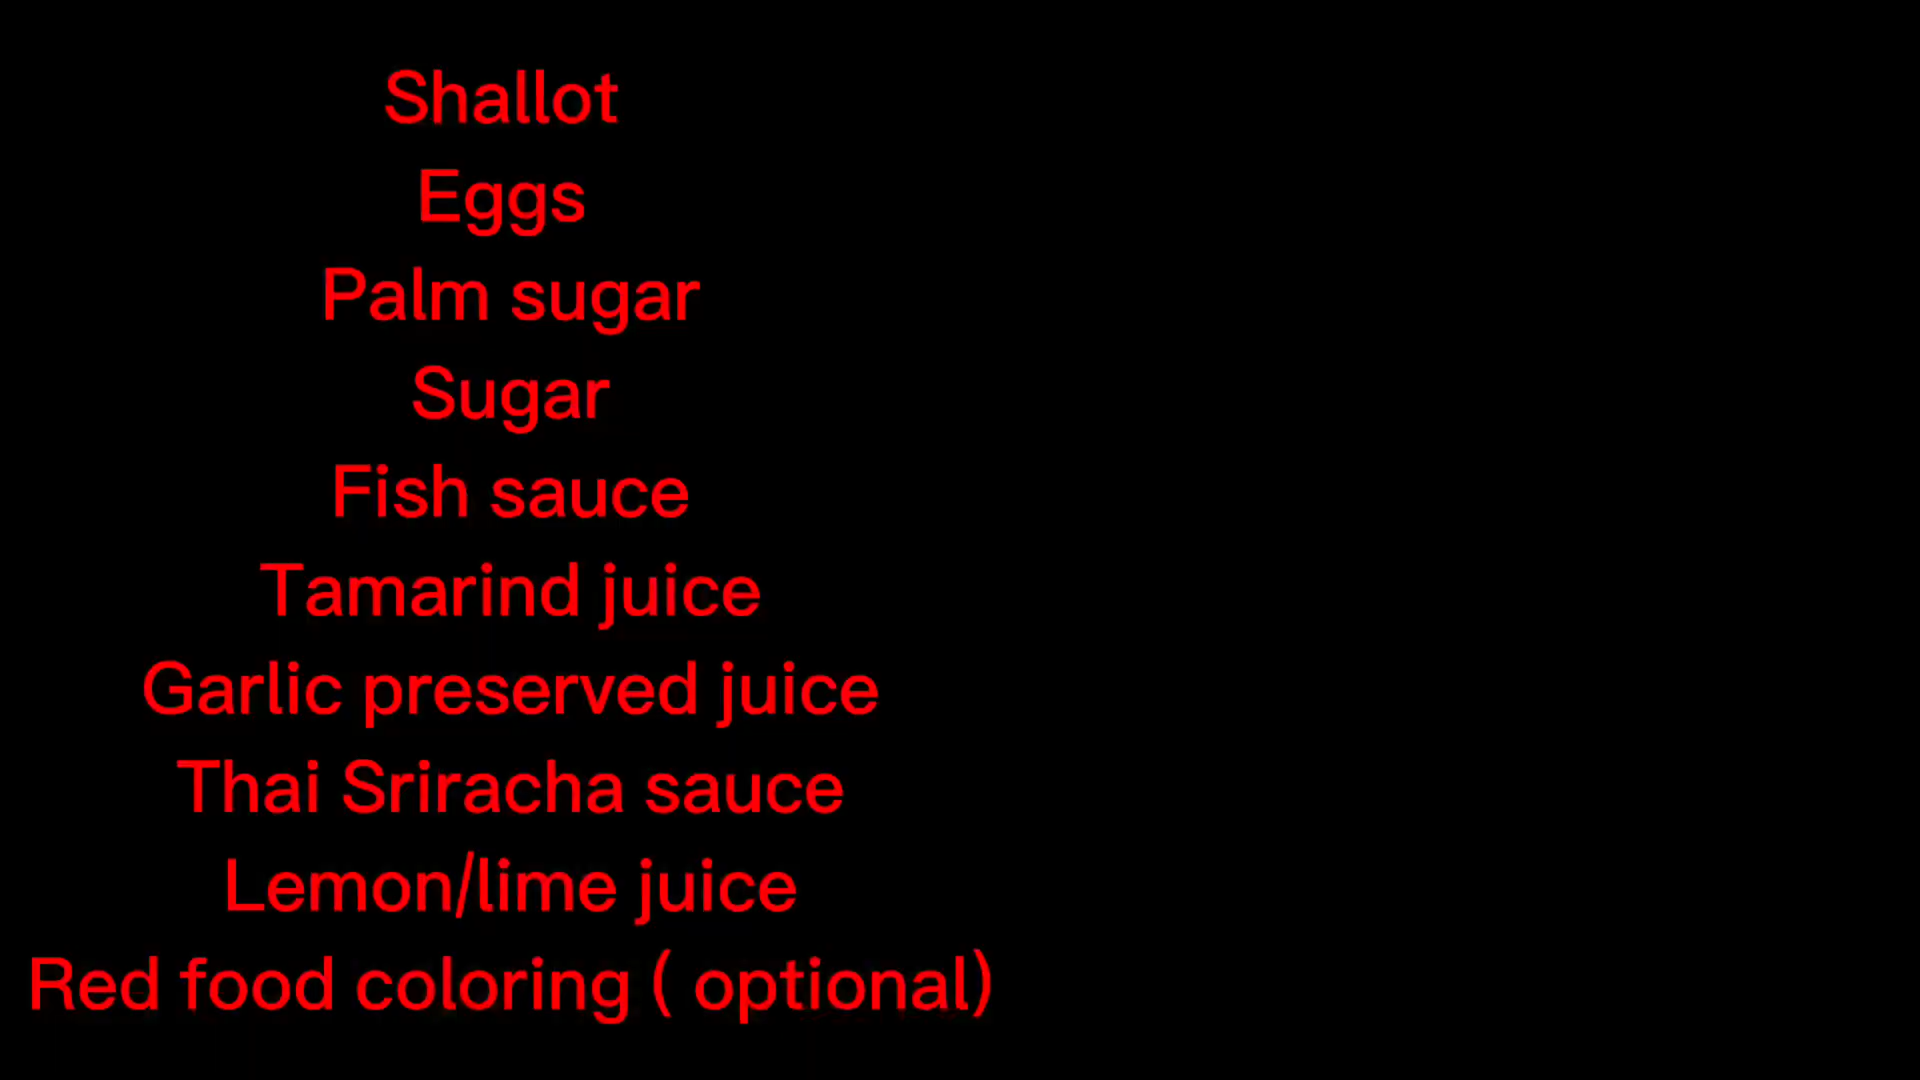 Shallot
Eggs
Palm sugar
Sugar
Fish sauce
Tamarind juice
Garlic preserved juice
Thai Sriracha sauce
Lemon/lime juice
Red food coloring ( optional)